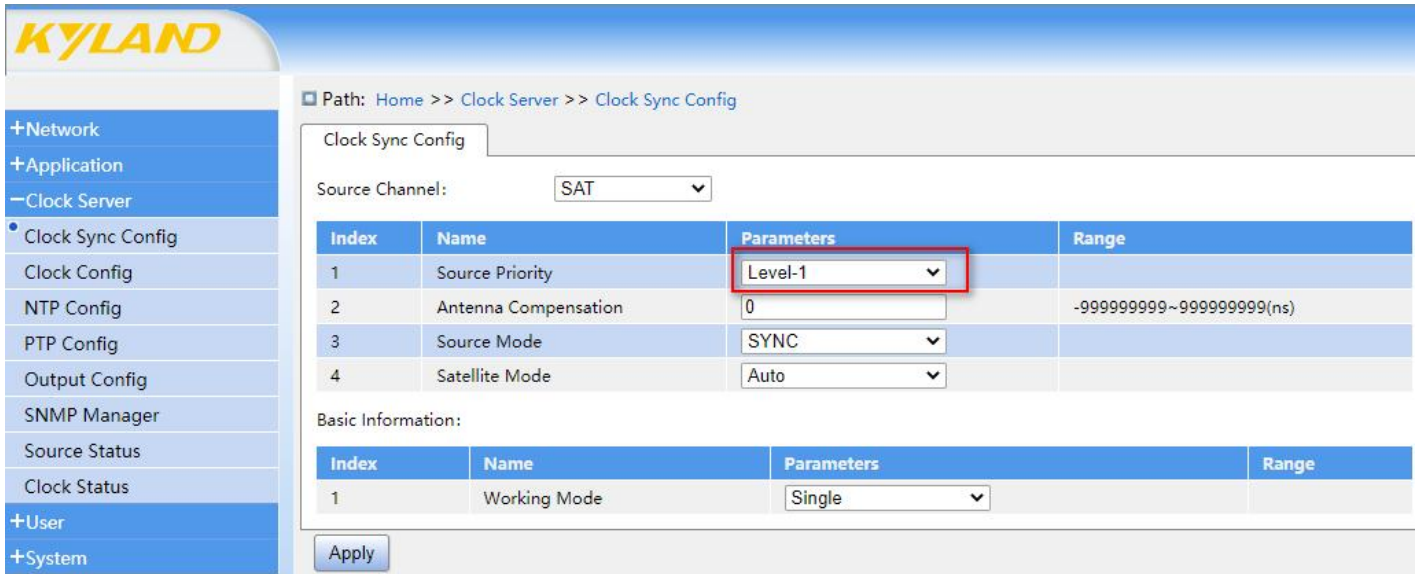 KYLAND
Path: Home >> Clock Server >> Clock Sync Config
+Network
+Application
−Clock Server
Clock Sync Config
Clock Config
NTP Config
PTP Config
Output Config
SNMP Manager
Source Status
Clock Status
+User
+System
Clock Sync Config
Source Channel: SAT
Index Name Parameters Range
1 Source Priority Level-1
2 Antenna Compensation 0 -999999999~999999999(ns)
3 Source Mode SYNC
4 Satellite Mode Auto
Basic Information:
Index Name Parameters Range
1 Working Mode Single
Apply